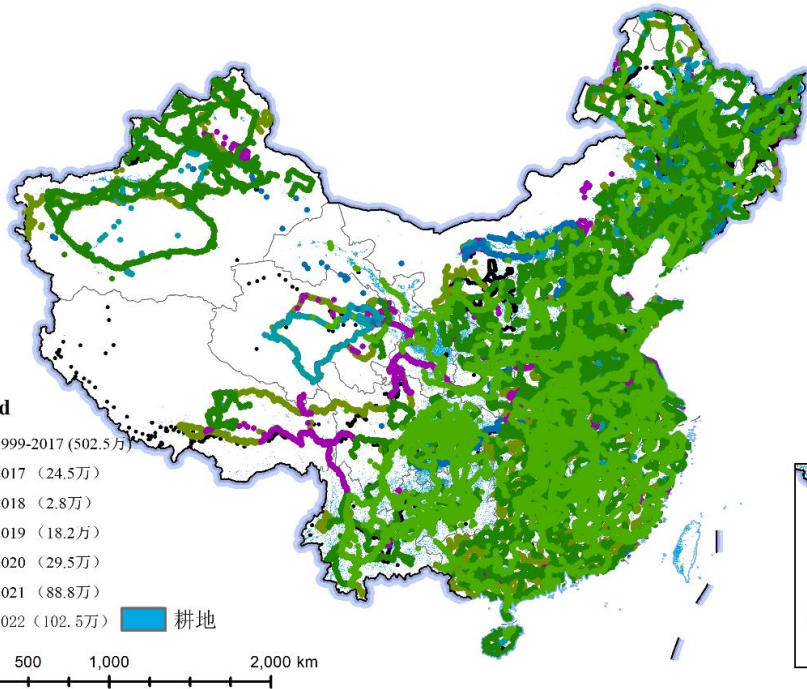 d
999-2017 (502.5万)
017 （24.5万）
018 （2.8万）
019 （18.2万）
020 （29.5万）
021 （88.8万）
022（102.5万） 耕地
500 1,000 2,000 km